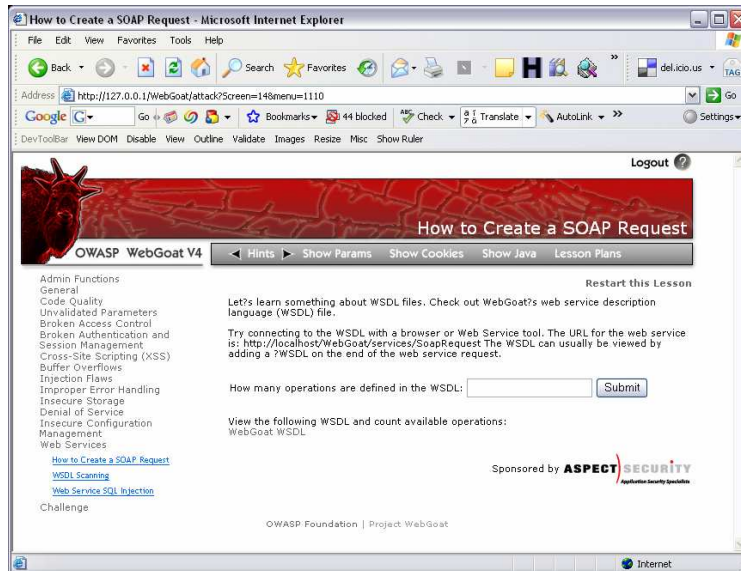 How to Create a SOAP Request - Microsoft Internet Explorer
File Edit View Favorites Tools Help
Back Search Favorites del.icio.us TAG
Address http://127.0.0.1/WebGoat/attack?Screen=14&menu=1110 Go
Google G Go Bookmarks 44 blocked ABC Check Translate AutoLink Settings
DevToolBar View DOM Disable View Outline Validate Images Resize Misc Show Ruler
Logout ?
How to Create a SOAP Request
OWASP WebGoat V4
Hints Show Params Show Cookies Show Java Lesson Plans
Admin Functions
General
Code Quality
Unvalidated Parameters
Broken Access Control
Broken Authentication and
Session Management
Cross-Site Scripting (XSS)
Buffer Overflows
Injection Flaws
Improper Error Handling
Insecure Storage
Denial of Service
Insecure Configuration
Management
Web Services
How to Create a SOAP Request
WSDL Scanning
Web Service SQL Injection
Challenge
Restart this Lesson
Let?s learn something about WSDL files. Check out WebGoat?s web service description
language (WSDL) file.
Try connecting to the WSDL with a browser or Web Service tool. The URL for the web service
is: http://localhost/WebGoat/services/SoapRequest The WSDL can usually be viewed by
adding a ?WSDL on the end of the web service request.
How many operations are defined in the WSDL: Submit
View the following WSDL and count available operations:
WebGoat WSDL
Sponsored by ASPECT SECURITY
Application Security Specialists
OWASP Foundation | Project WebGoat
Internet